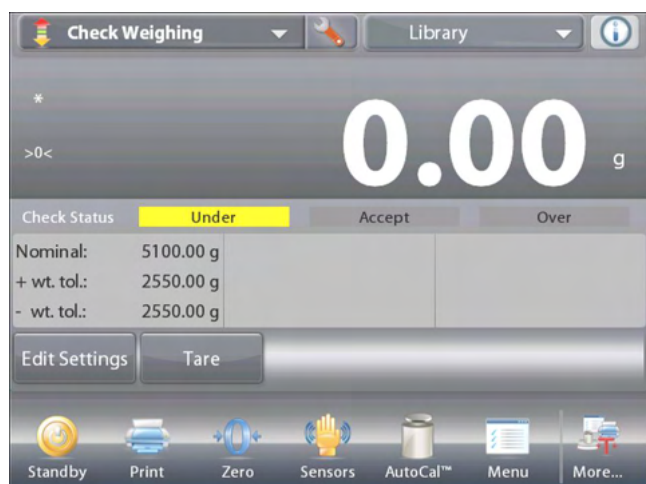 Check Weighing Library
*
>0<
0.00 g
Check Status Under Accept Over
Nominal: 5100.00 g
+ wt. tol.: 2550.00 g
- wt. tol.: 2550.00 g
Edit Settings Tare
Standby Print Zero Sensors AutoCal™ Menu More...